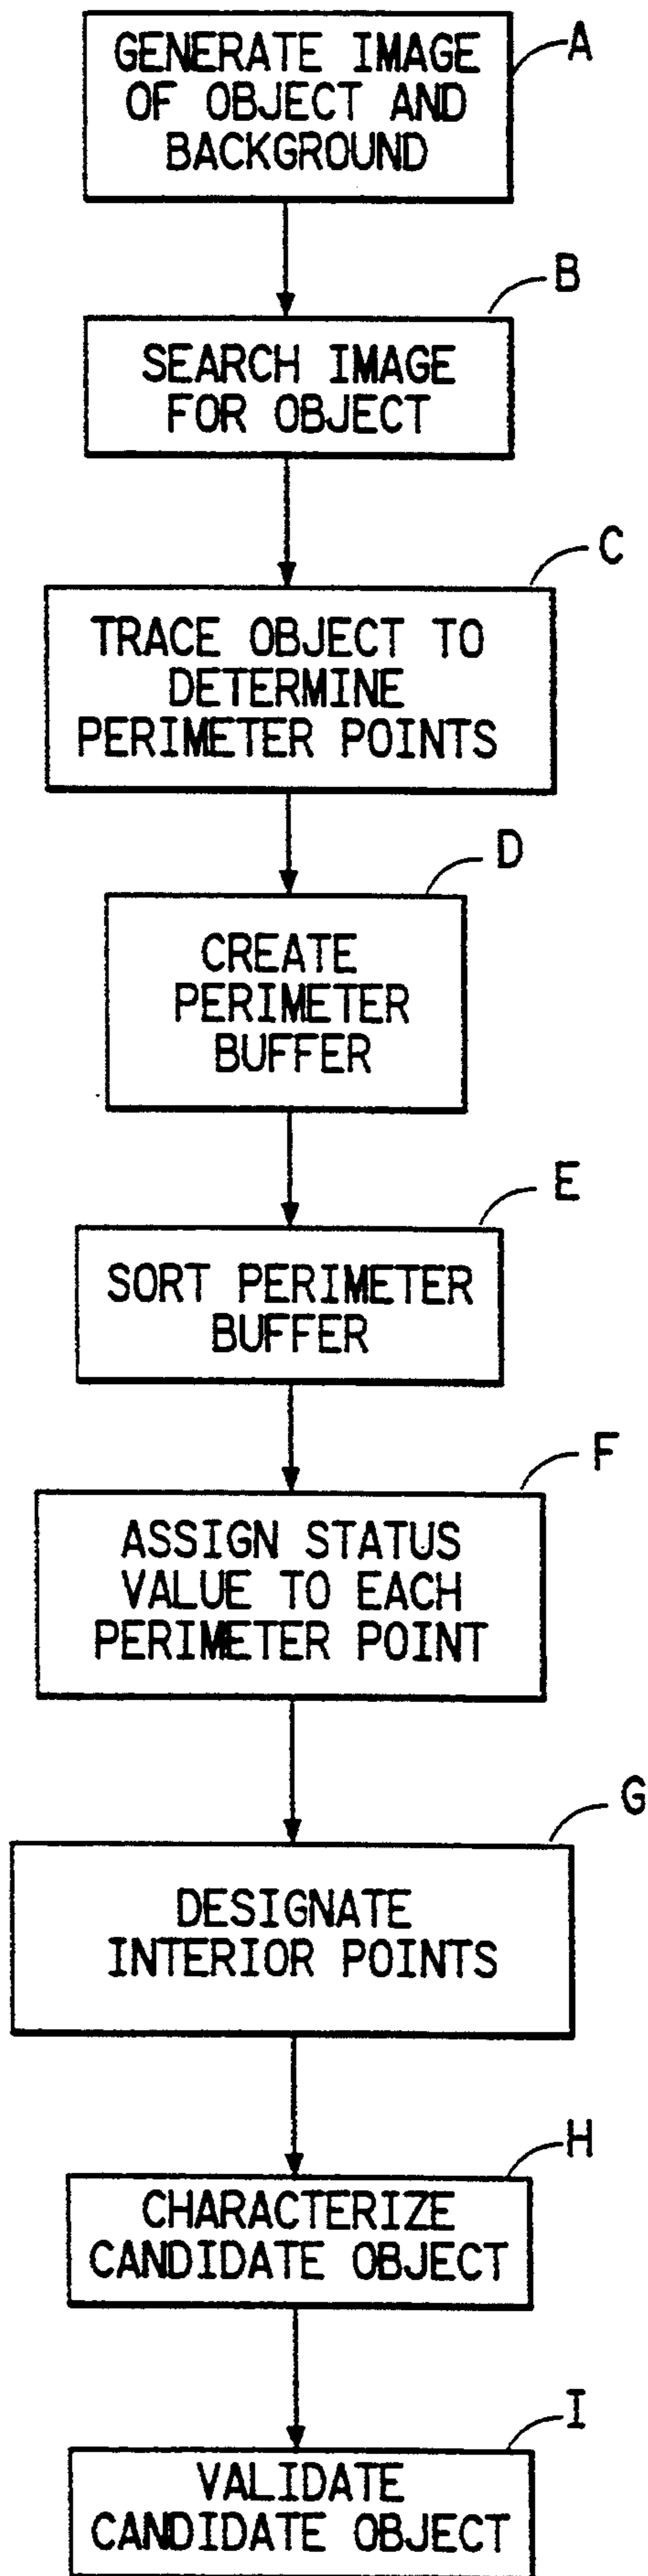 GENERATE IMAGE
OF OBJECT AND
BACKGROUND
A
B
SEARCH IMAGE
FOR OBJECT
C
TRACE OBJECT TO
DETERMINE
PERIMETER POINTS
D
CREATE
PERIMETER
BUFFER
E
SORT PERIMETER
BUFFER
F
ASSIGN STATUS
VALUE TO EACH
PERIMETER POINT
G
DESIGNATE
INTERIOR POINTS
H
CHARACTERIZE
CANDIDATE OBJECT
I
VALIDATE
CANDIDATE OBJECT